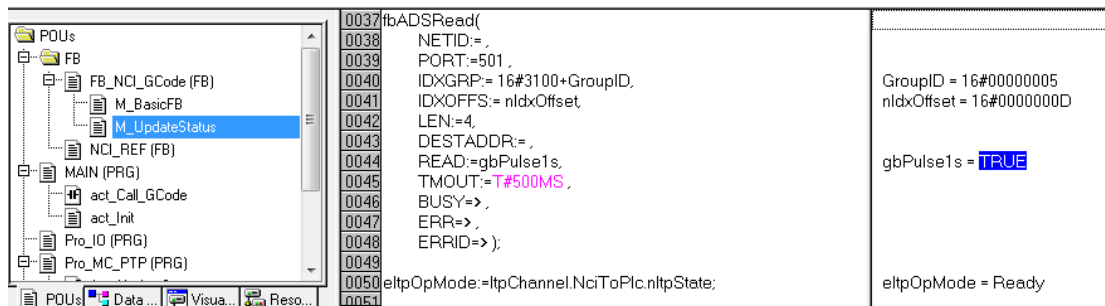 POUs
FB
FB_NCI_GCode (FB)
M_BasicFB
M_UpdateStatus
NCI_REF (FB)
MAIN (PRG)
act_Call_GCode
act_Init
Pro_IO (PRG)
Pro_MC_PTP (PRG)
POUs Data ... Visua... Reso...
0037 fbADSRead(
0038 NETID:= ,
0039 PORT:=501 ,
0040 IDXGRP:= 16#3100+GroupID,
0041 IDXOFFS:= nIdxOffset,
0042 LEN:=4,
0043 DESTADDR:= ,
0044 READ:=gbPulse1s,
0045 TMOUT:=T#500MS ,
0046 BUSY=> ,
0047 ERR=> ,
0048 ERRID=> );
0049
0050 eItpOpMode:=ItpChannel.NciToPlc.nItpState;
0051
GroupID = 16#00000005
nIdxOffset = 16#0000000D
gbPulse1s = TRUE
eItpOpMode = Ready